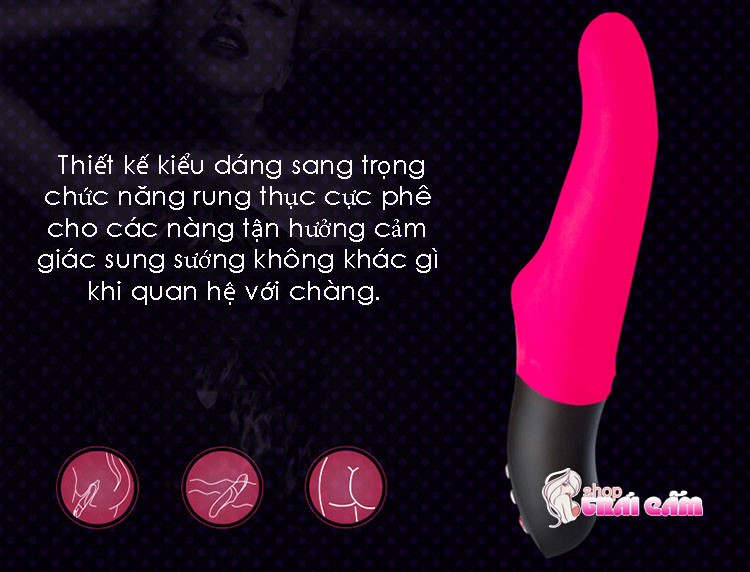 Thiết kế kiểu dáng sang trọng
chức năng rung thục cực phê
cho các nàng tận hưởng cảm
giác sung sướng không khác gì
khi quan hệ với chàng.
shop
TRÁI CẤM